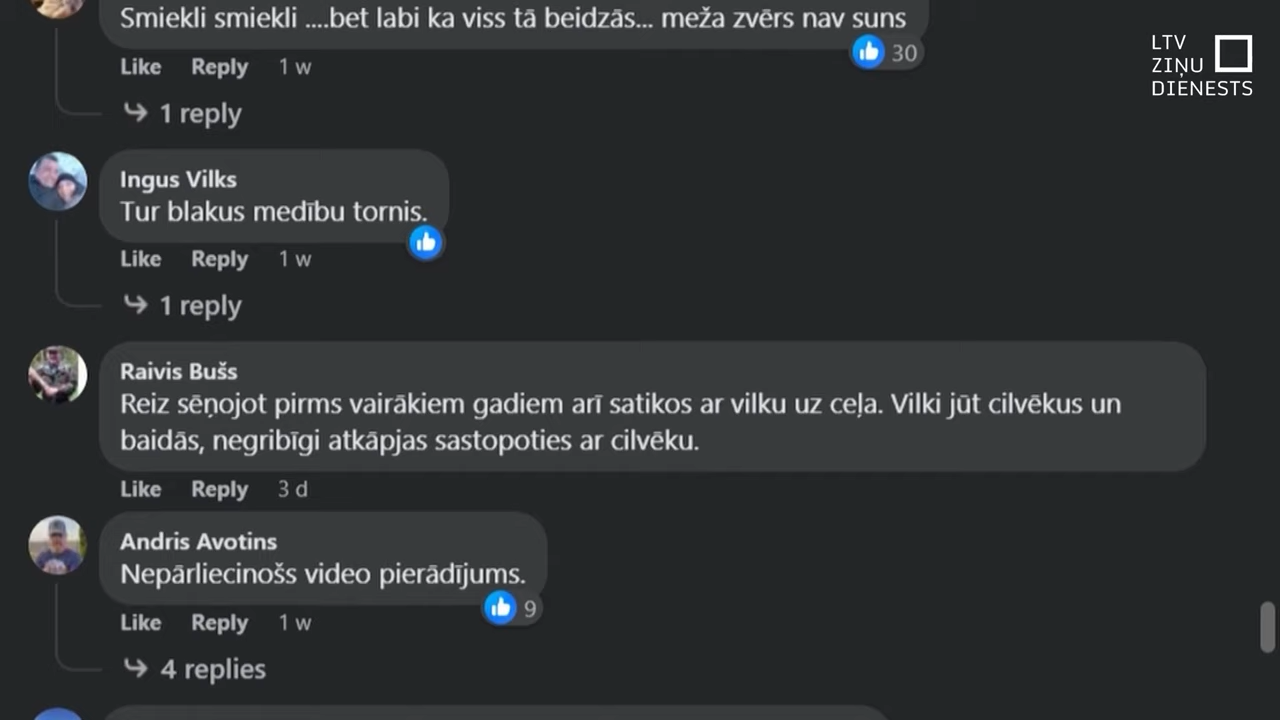 Smiekli smiekli ....bet labi ka viss tā beidzās... meža zvērs nav suns
30
Like Reply 1 w
1 reply
LTV
ZIŅU
DIENESTS
Ingus Vilks
Tur blakus medību tornis.
Like Reply 1 w
1 reply
Raivis Bušs
Reiz sēņojot pirms vairākiem gadiem arī satikos ar vilku uz ceļa. Vilki jūt cilvēkus un
baidās, negribīgi atkāpjas sastopoties ar cilvēku.
Like Reply 3 d
Andris Avotins
Nepārliecinošs video pierādījums.
9
Like Reply 1 w
4 replies